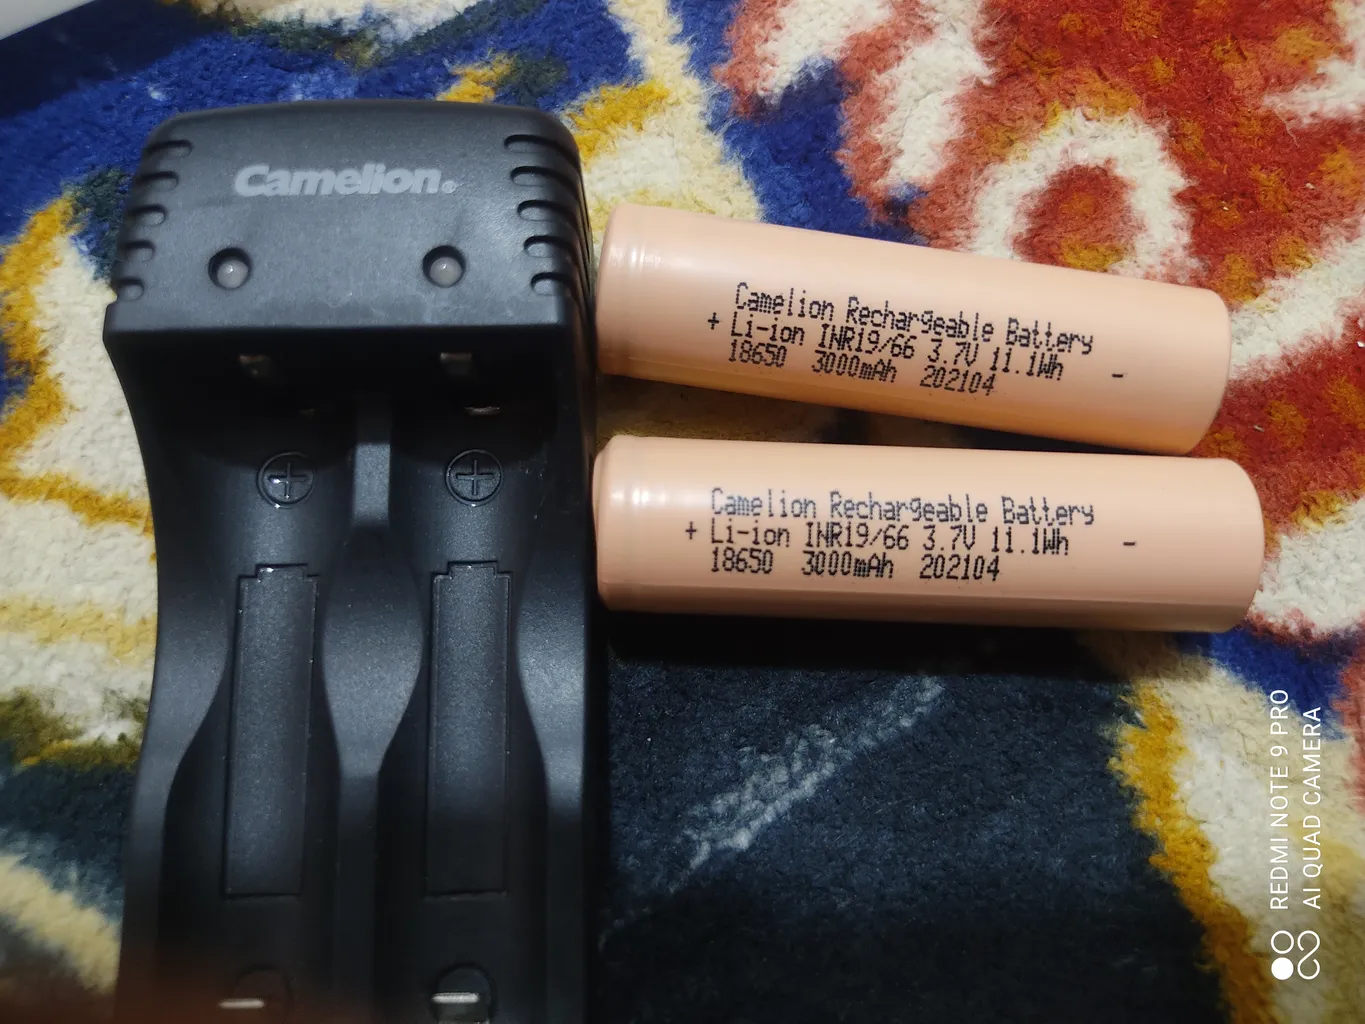 Camelion®
Camelion Rechargeable Battery
+ Li-ion INR19/66 3.7V 11.1Wh -
18650 3000mAh 202104
Camelion Rechargeable Battery
+ Li-ion INR19/66 3.7V 11.1Wh -
18650 3000mAh 202104
+ +
REDMI NOTE 9 PRO
AI QUAD CAMERA